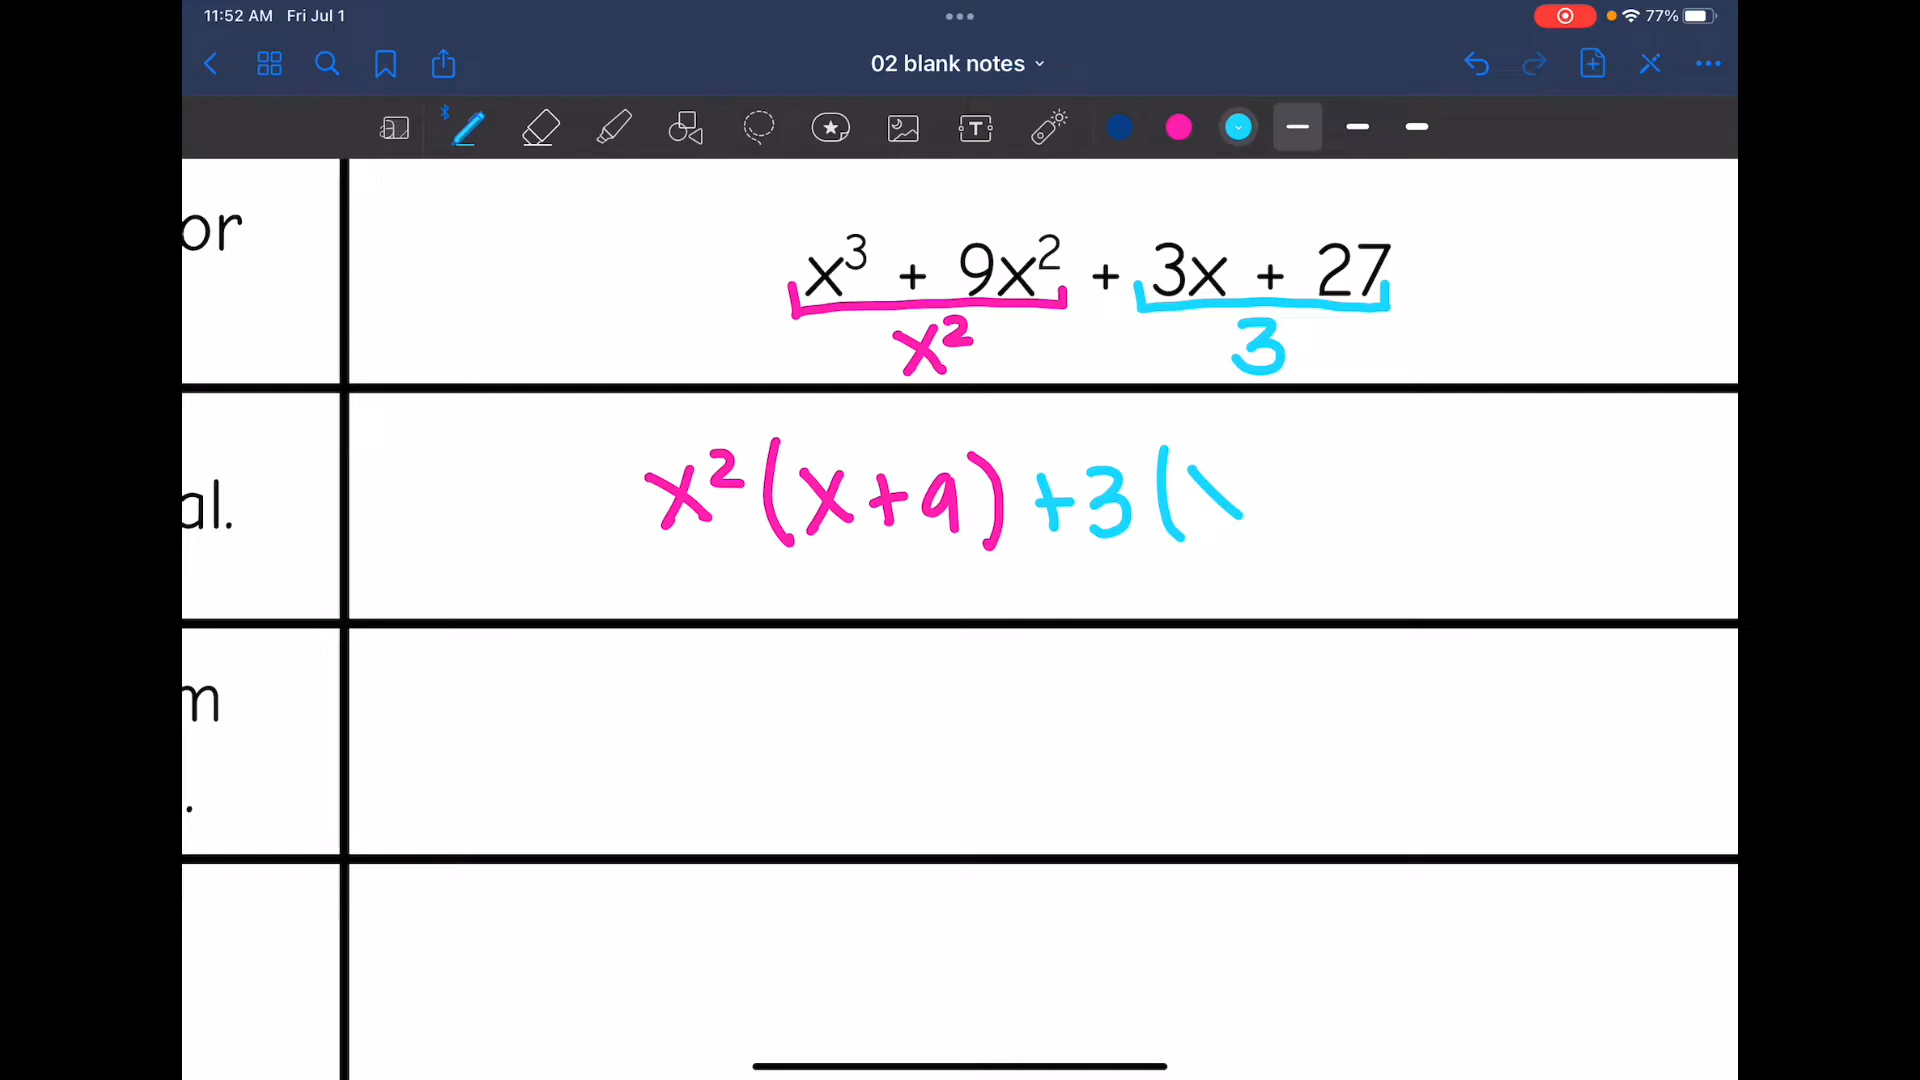 11:52 AM Fri Jul 1
77%
02 blank notes
or
x³ + 9x² + 3x + 27
x² 3
al.
x²(x+9) +3(
m
.